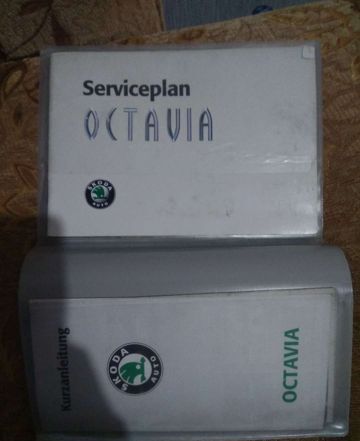 Serviceplan
OCTAVIA
ŠKODA
AUTO
Kurzanleitung
ŠKODA
AUTO
OCTAVIA